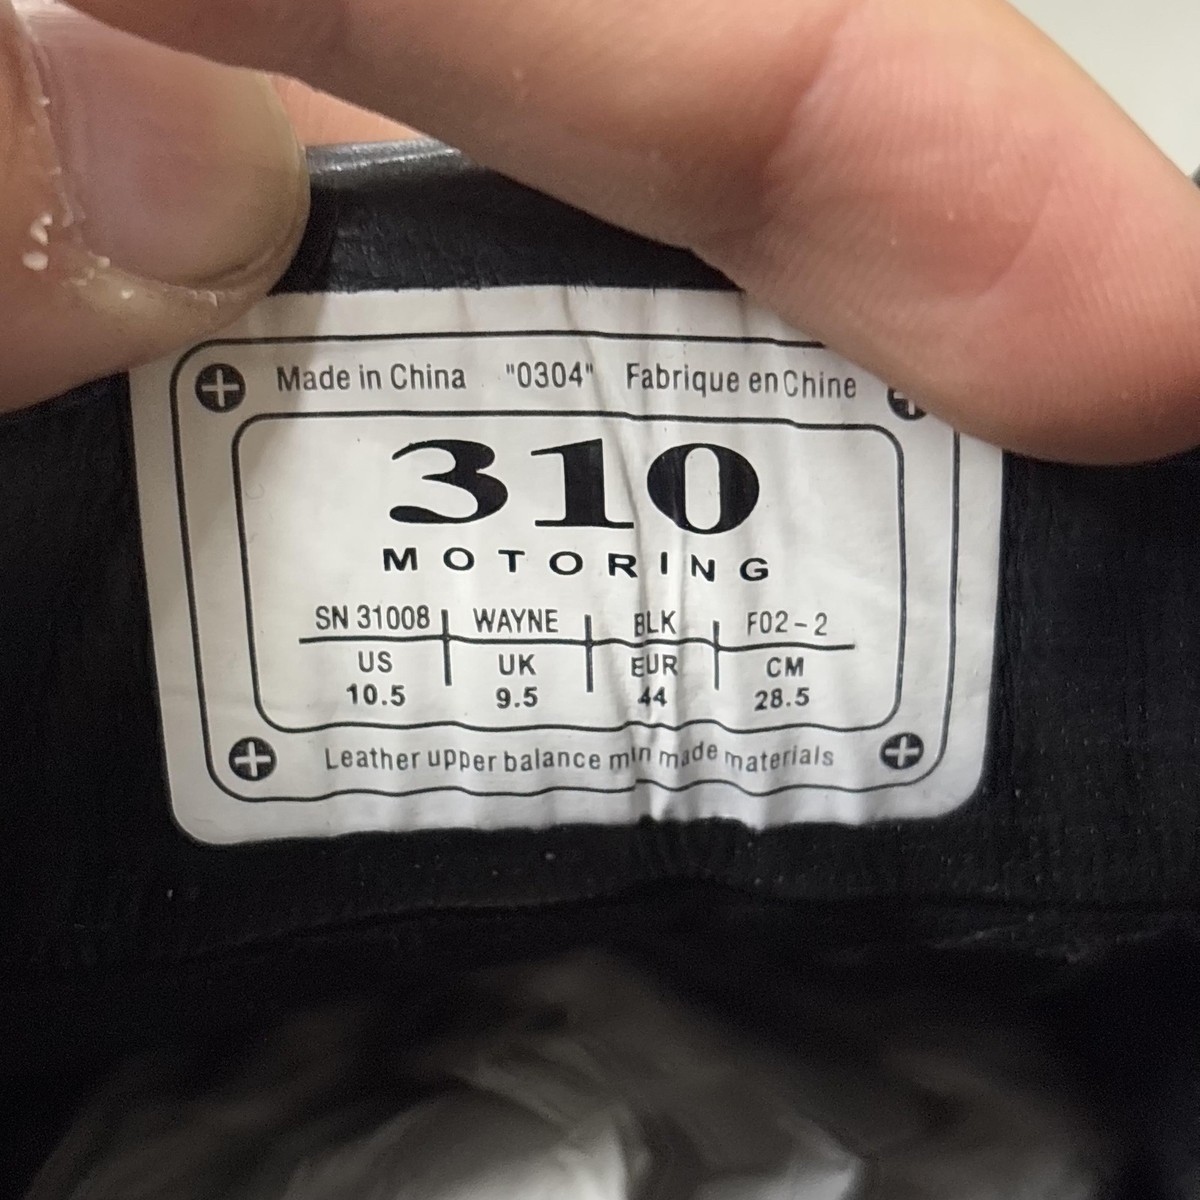 Made in China "0304" Fabrique en Chine
310
MOTORING
SN 31008 WAYNE BLK F02-2
US UK EUR CM
10.5 9.5 44 28.5
Leather upper balance min made materials